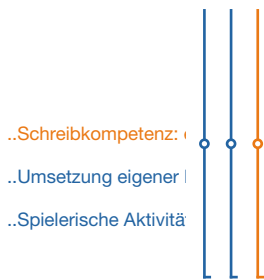 ..Schreibkompetenz:
..Umsetzung eigener
..Spielerische Aktivitä